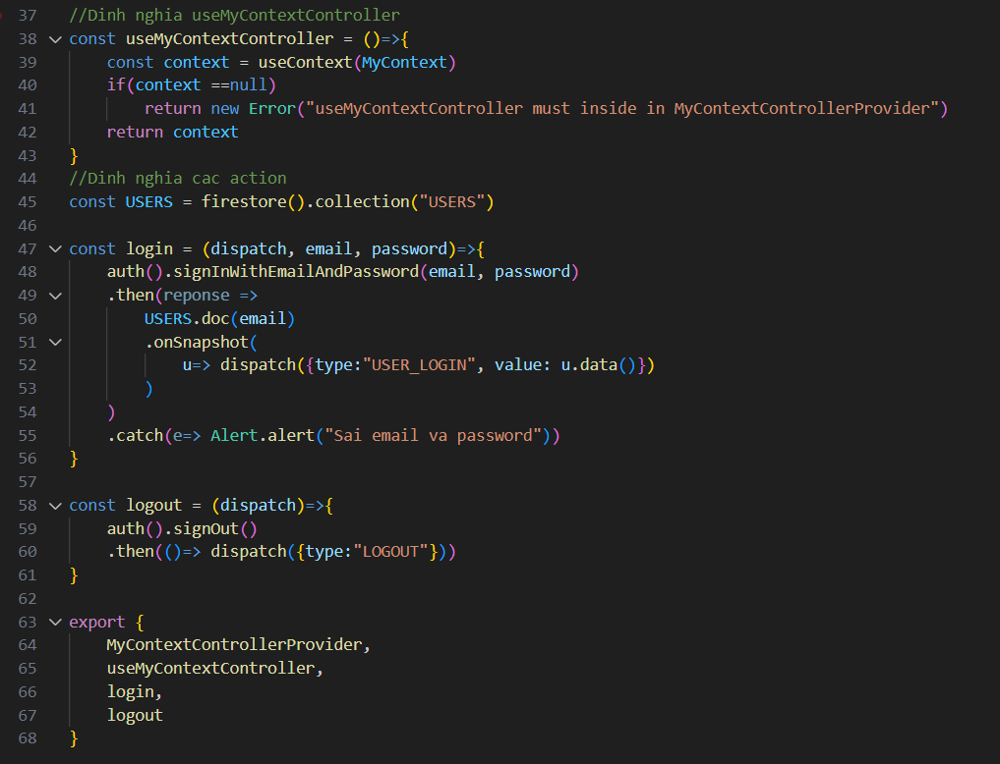 37 //Dinh nghia useMyContextController
38 const useMyContextController = ()=>{
39 const context = useContext(MyContext)
40 if(context ==null)
41 return new Error("useMyContextController must inside in MyContextControllerProvider")
42 return context
43 }
44 //Dinh nghia cac action
45 const USERS = firestore().collection("USERS")
46
47 const login = (dispatch, email, password)=>{
48 auth().signInWithEmailAndPassword(email, password)
49 .then(reponse =>
50 USERS.doc(email)
51 .onSnapshot(
52 u=> dispatch({type:"USER_LOGIN", value: u.data()})
53 )
54 )
55 .catch(e=> Alert.alert("Sai email va password"))
56 }
57
58 const logout = (dispatch)=>{
59 auth().signOut()
60 .then(()=> dispatch({type:"LOGOUT"}))
61 }
62
63 export {
64 MyContextControllerProvider,
65 useMyContextController,
66 login,
67 logout
68 }